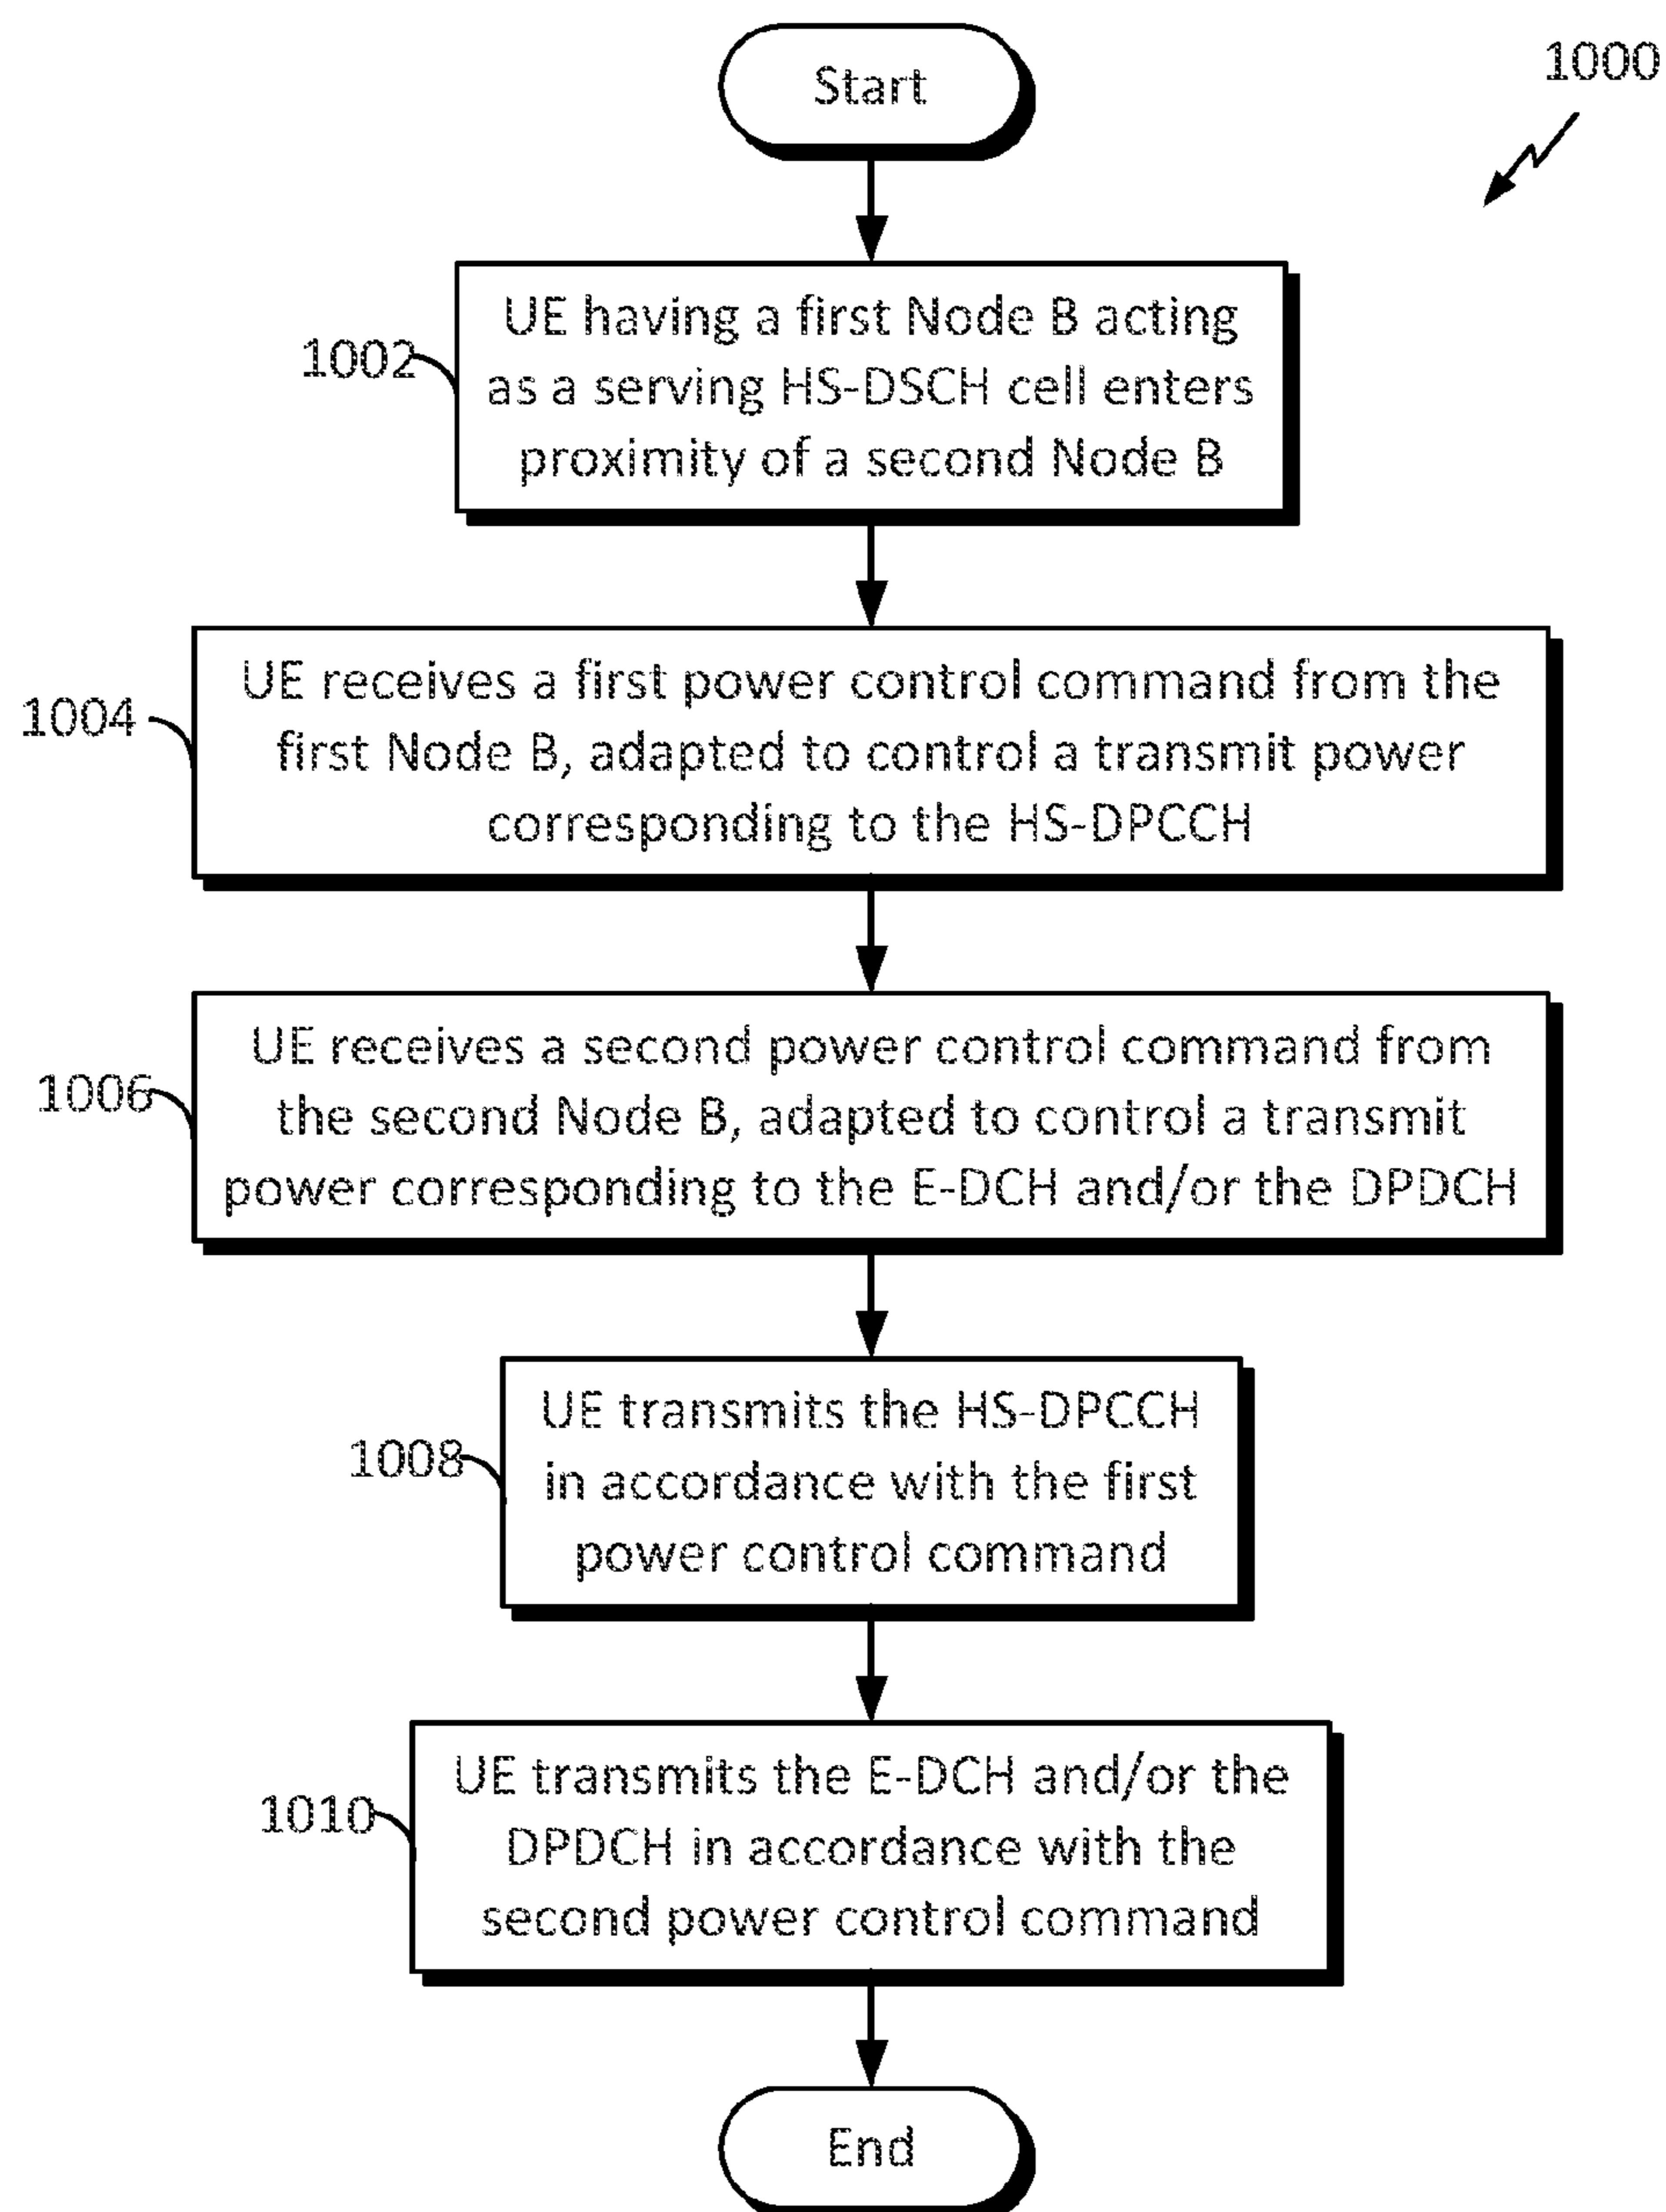 Start
1000
UE having a first Node B acting
as a serving HS-DSCH cell enters
proximity of a second Node B
1002
UE receives a first power control command from the
first Node B, adapted to control a transmit power
corresponding to the HS-DPCCH
1004
UE receives a second power control command from
the second Node B, adapted to control a transmit
power corresponding to the E-DCH and/or the DPDCH
1006
UE transmits the HS-DPCCH
in accordance with the first
power control command
1008
UE transmits the E-DCH and/or the
DPDCH in accordance with the
second power control command
1010
End